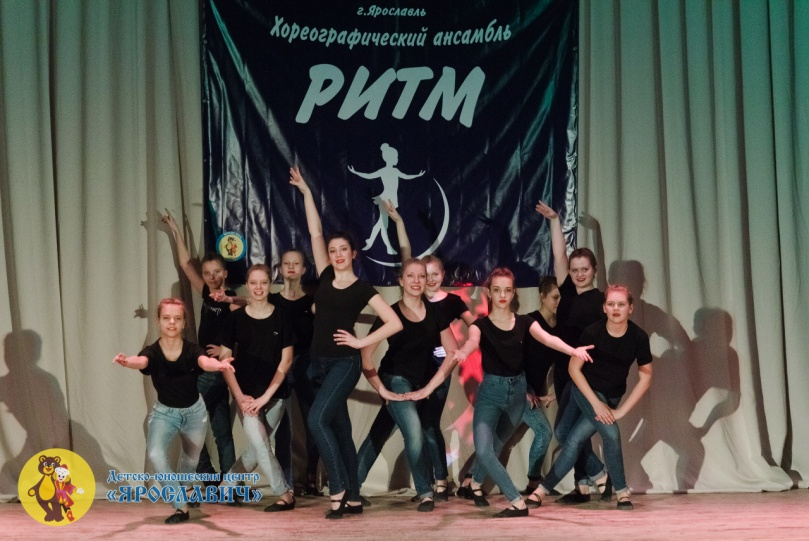 г.Ярославль
Хореографический ансамбль
РИТМ
Детско-юношеский центр
«ЯРОСЛАВИЧ»